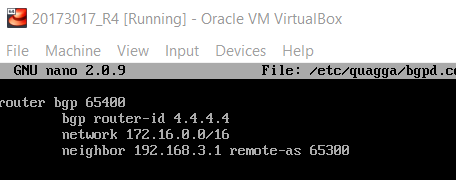 20173017_R4 [Running] - Oracle VM VirtualBox
File Machine View Input Devices Help
GNU nano 2.0.9 File: /etc/quagga/bgpd.co
router bgp 65400
bgp router-id 4.4.4.4
network 172.16.0.0/16
neighbor 192.168.3.1 remote-as 65300